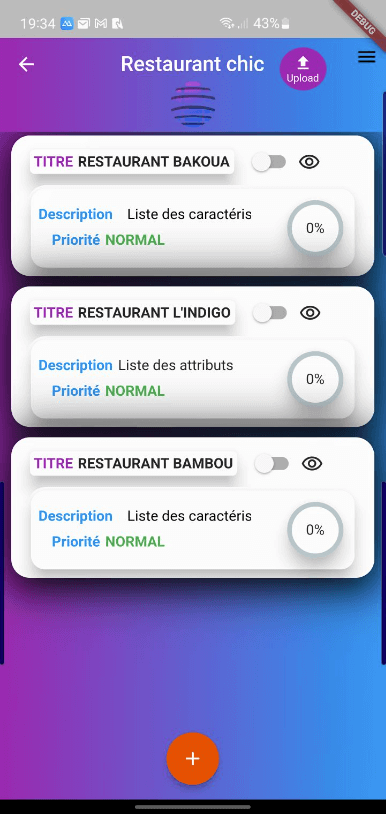 19:34
43%
DEBUG
Restaurant chic
Upload
TITRE RESTAURANT BAKOUA
Description Liste des caractéris
0%
Priorité NORMAL
TITRE RESTAURANT L'INDIGO
Description Liste des attributs
0%
Priorité NORMAL
TITRE RESTAURANT BAMBOU
Description Liste des caractéris
0%
Priorité NORMAL